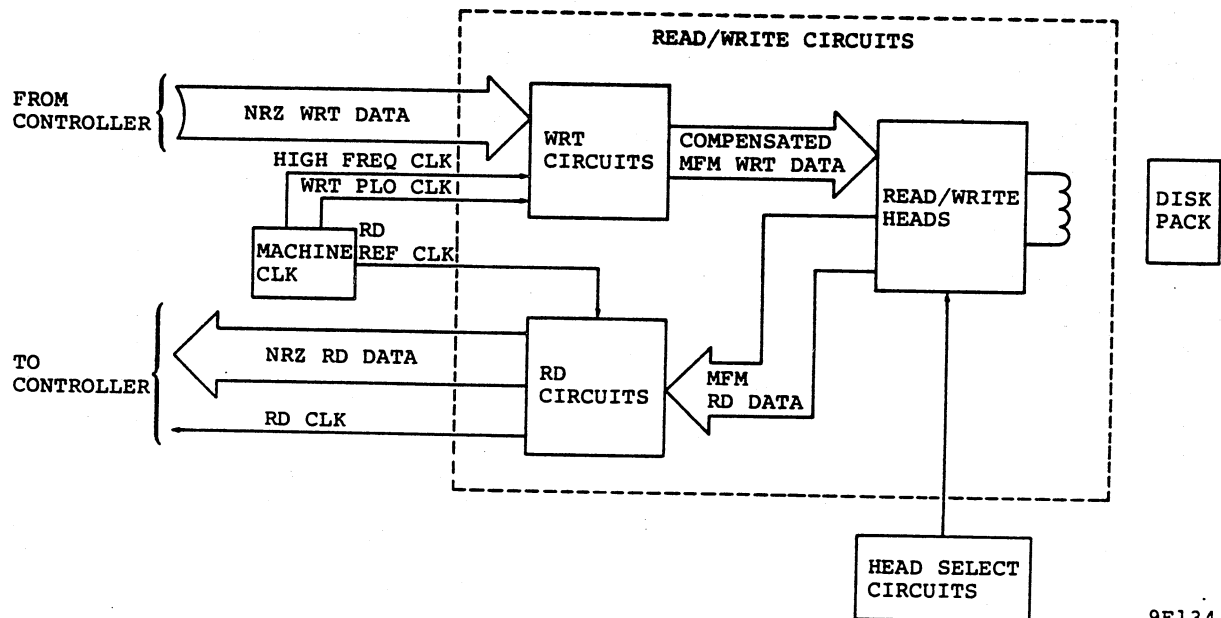 READ/WRITE CIRCUITS
FROM
CONTROLLER
NRZ WRT DATA
WRT
CIRCUITS
COMPENSATED
MFM WRT DATA
HIGH FREQ CLK
WRT PLO CLK
READ/WRITE
HEADS
DISK
PACK
MACHINE
CLK
RD
REF CLK
TO
CONTROLLER
NRZ RD DATA
RD CLK
RD
CIRCUITS
MFM
RD DATA
HEAD SELECT
CIRCUITS
9E134